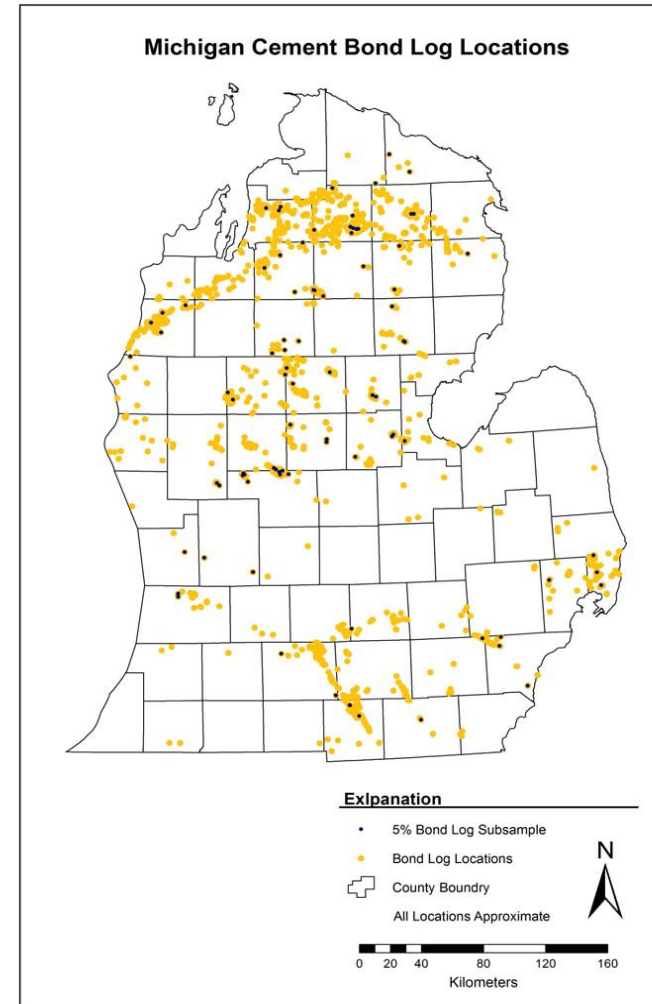 Michigan Cement Bond Log Locations
Exlpanation
5% Bond Log Subsample
Bond Log Locations
County Boundry
All Locations Approximate
N
0 20 40 80 120 160
Kilometers